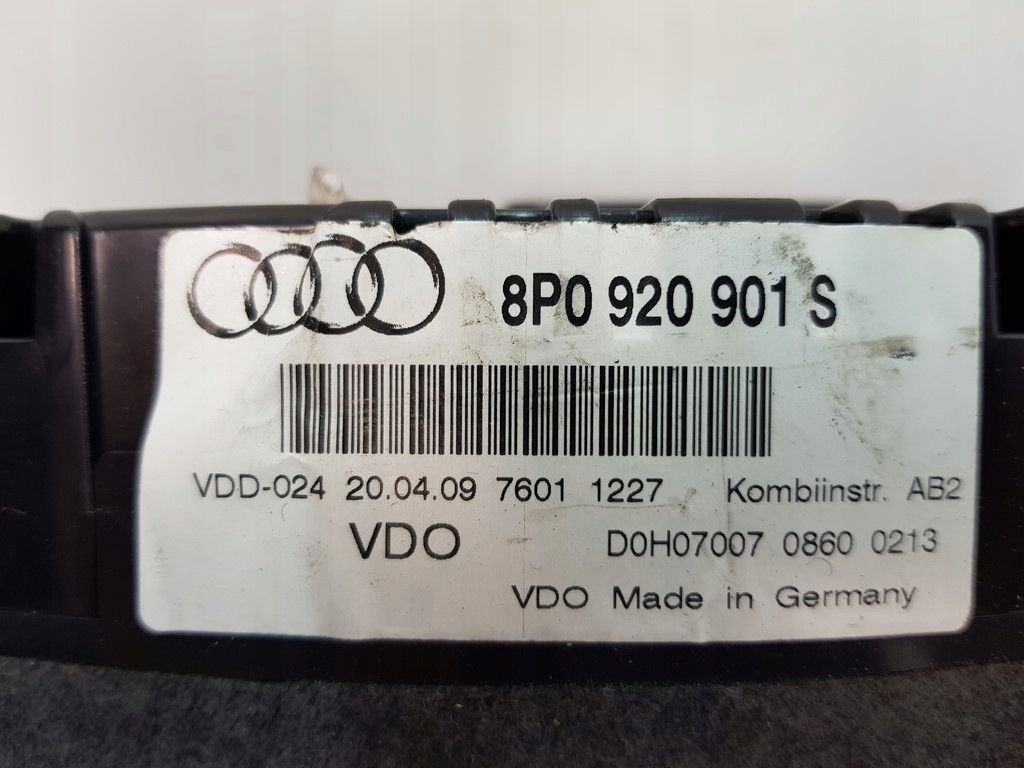 8P0 920 901 S
VDD-024 20.04.09 7601 1227 Kombiinstr. AB2
VDO D0H07007 0860 0213
VDO Made in Germany